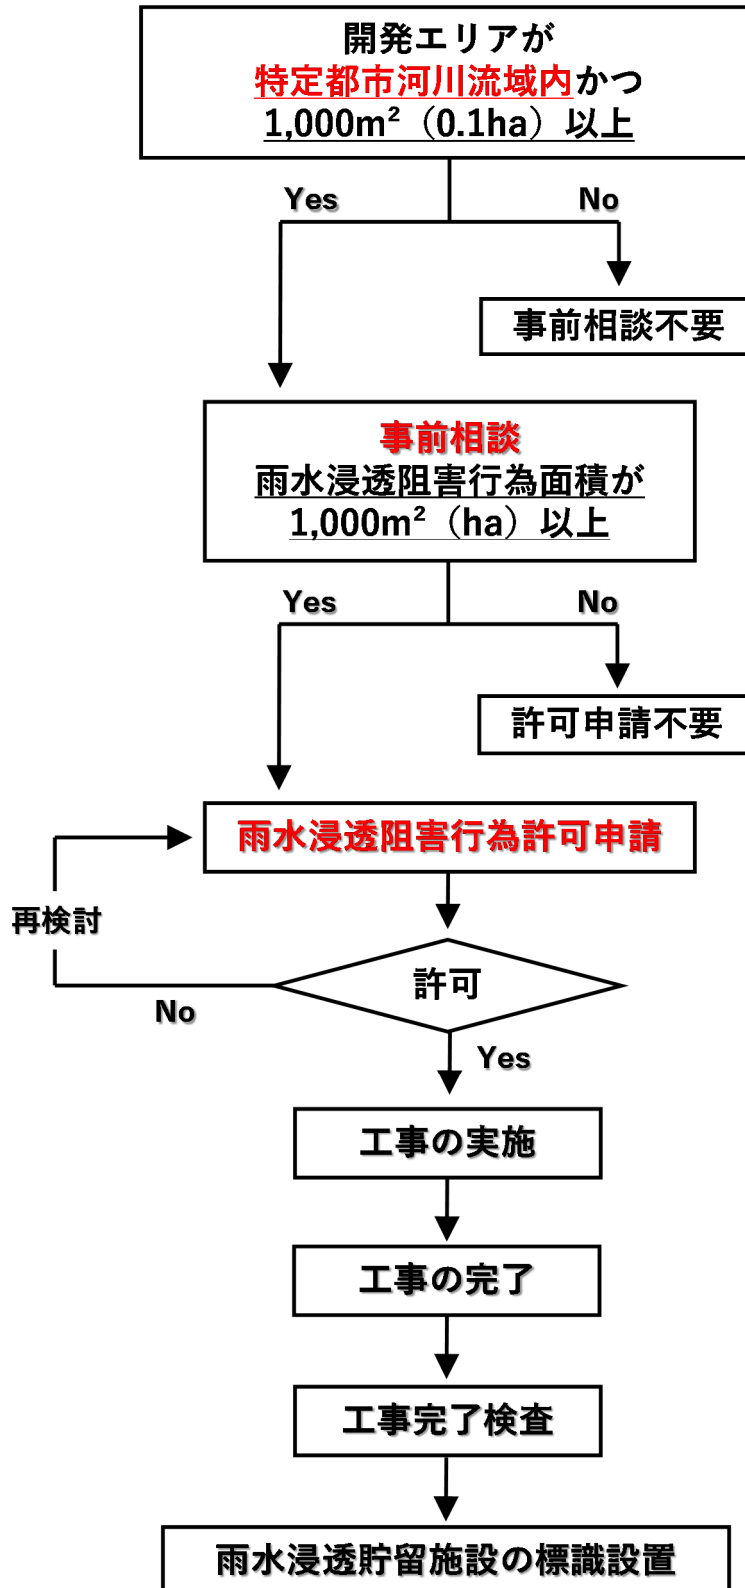 開発エリアが
特定都市河川流域内かつ
1,000m²（0.1ha）以上
Yes
No
事前相談不要
事前相談
雨水浸透阻害行為面積が
1,000m²（ha）以上
Yes
No
許可申請不要
雨水浸透阻害行為許可申請
再検討
許可
No
Yes
工事の実施
工事の完了
工事完了検査
雨水浸透貯留施設の標識設置